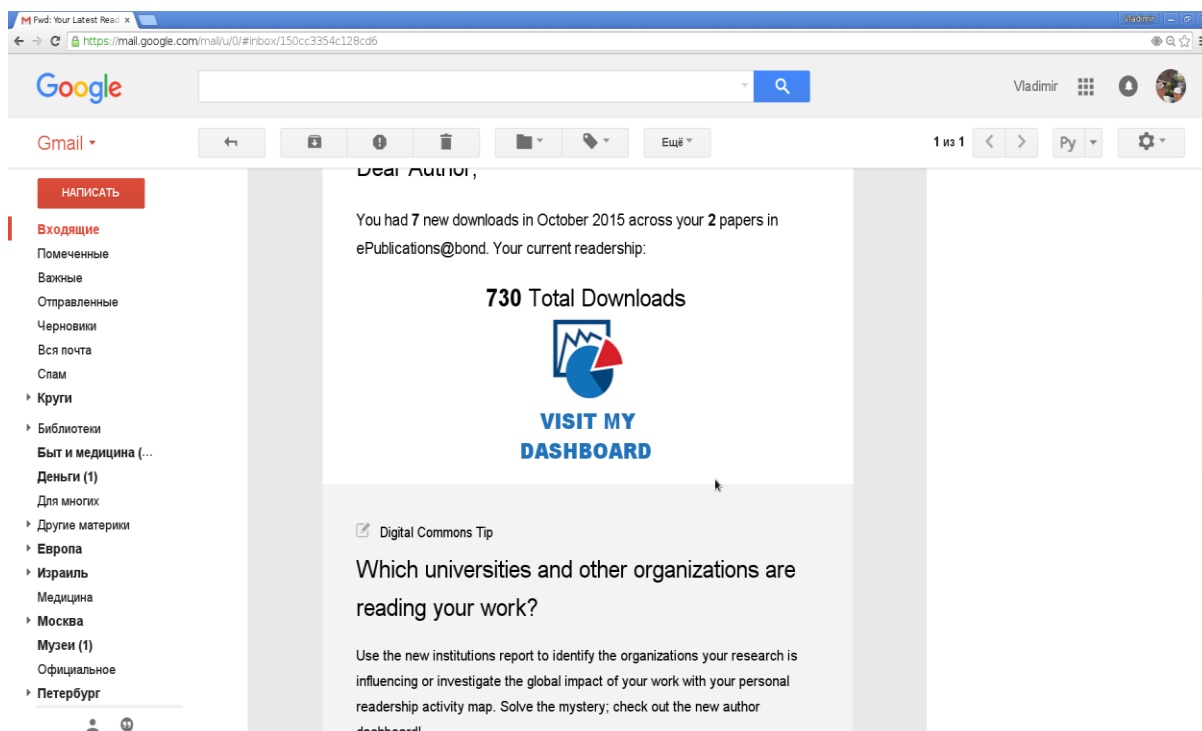 Fwd: Your Latest Read
Vladimir
https://mail.google.com/mail/u/0/#inbox/150cc3354c128cd6
Google
Vladimir
Gmail
Ещё
1 из 1
Ру
НАПИСАТЬ
Входящие
Помеченные
Важные
Отправленные
Черновики
Вся почта
Спам
Круги
Библиотеки
Быт и медицина (...
Деньги (1)
Для многих
Другие материки
Европа
Израиль
Медицина
Москва
Музеи (1)
Официальное
Петербург
Dear Author,
You had 7 new downloads in October 2015 across your 2 papers in
ePublications@bond. Your current readership:
730 Total Downloads
VISIT MY
DASHBOARD
Digital Commons Tip
Which universities and other organizations are
reading your work?
Use the new institutions report to identify the organizations your research is
influencing or investigate the global impact of your work with your personal
readership activity map. Solve the mystery; check out the new author
dashboard!